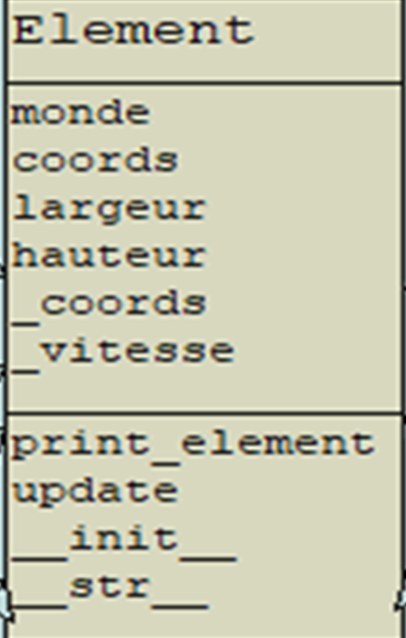 Element
monde
coords
largeur
hauteur
_coords
_vitesse
print_element
update
__init__
__str__